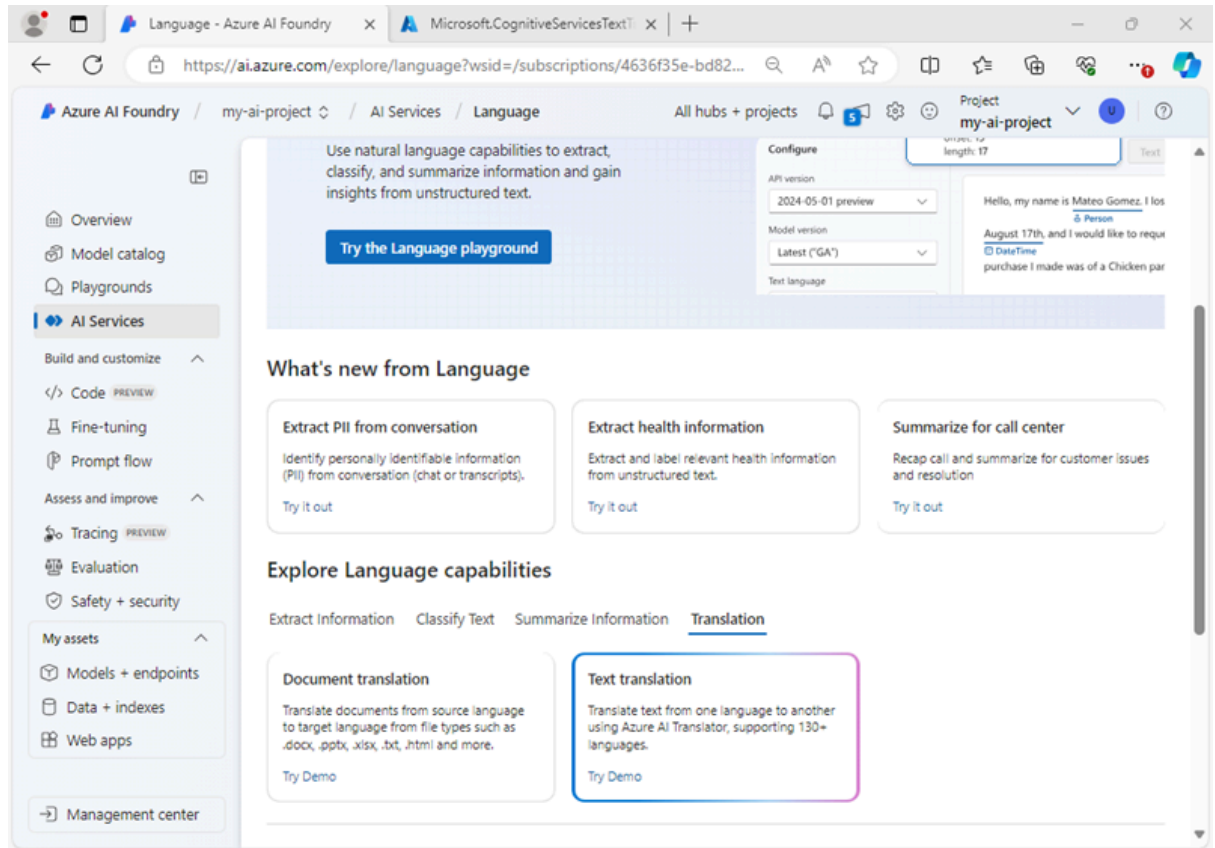 Language - Azure AI Foundry
Microsoft.CognitiveServicesTextT
https://ai.azure.com/explore/language?wsid=/subscriptions/4636f35e-bd82...
Azure AI Foundry / my-ai-project / AI Services / Language
All hubs + projects
5
Project
my-ai-project
U
Overview
Model catalog
Playgrounds
AI Services
Build and customize
Code PREVIEW
Fine-tuning
Prompt flow
Assess and improve
Tracing PREVIEW
Evaluation
Safety + security
My assets
Models + endpoints
Data + indexes
Web apps
Management center
Use natural language capabilities to extract,
classify, and summarize information and gain
insights from unstructured text.
Try the Language playground
Configure
API version
2024-05-01 preview
Model version
Latest ("GA")
Text language
length: 17
Text
Hello, my name is Mateo Gomez. I los
Person
August 17th, and I would like to reque
DateTime
purchase I made was of a Chicken par
What's new from Language
Extract PII from conversation
Identify personally identifiable information
(PII) from conversation (chat or transcripts).
Try it out
Extract health information
Extract and label relevant health information
from unstructured text.
Try it out
Summarize for call center
Recap call and summarize for customer issues
and resolution
Try it out
Explore Language capabilities
Extract Information Classify Text Summarize Information Translation
Document translation
Translate documents from source language
to target language from file types such as
.docx, .pptx, .xlsx, .txt, .html and more.
Try Demo
Text translation
Translate text from one language to another
using Azure AI Translator, supporting 130+
languages.
Try Demo